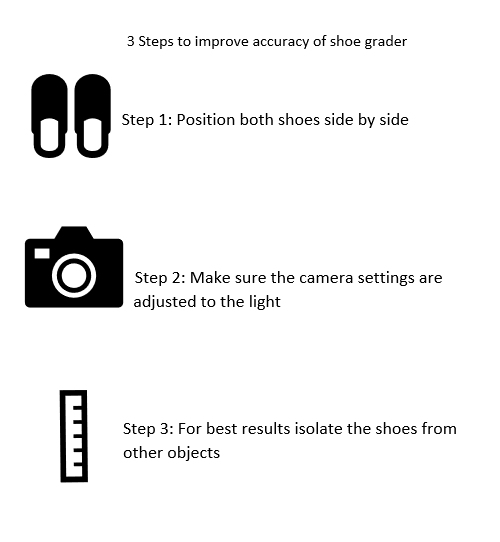 3 Steps to improve accuracy of shoe grader
Step 1: Position both shoes side by side
Step 2: Make sure the camera settings are
adjusted to the light
Step 3: For best results isolate the shoes from
other objects